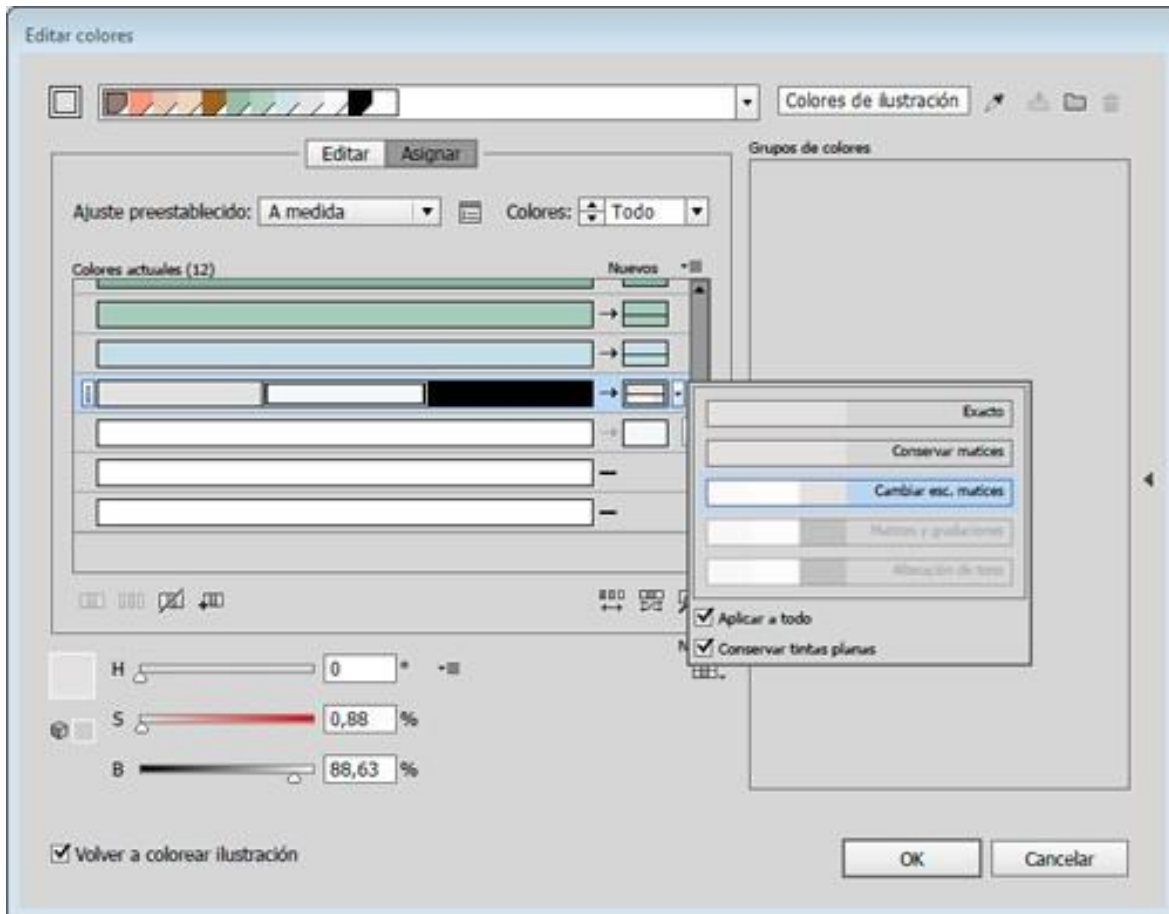 Editar colores
Colores de ilustración
Editar Asignar
Grupos de colores
Ajuste preestablecido: A medida Colores: Todo
Colores actuales (12) Nuevos
Exacto
Conservar matices
Cambiar esc. matices
Matices y graduaciones
Alteración de tono
Aplicar a todo
Conservar tintas planas
N
H 0 °
S 0,88 %
B 88,63 %
Volver a colorear ilustración
OK Cancelar